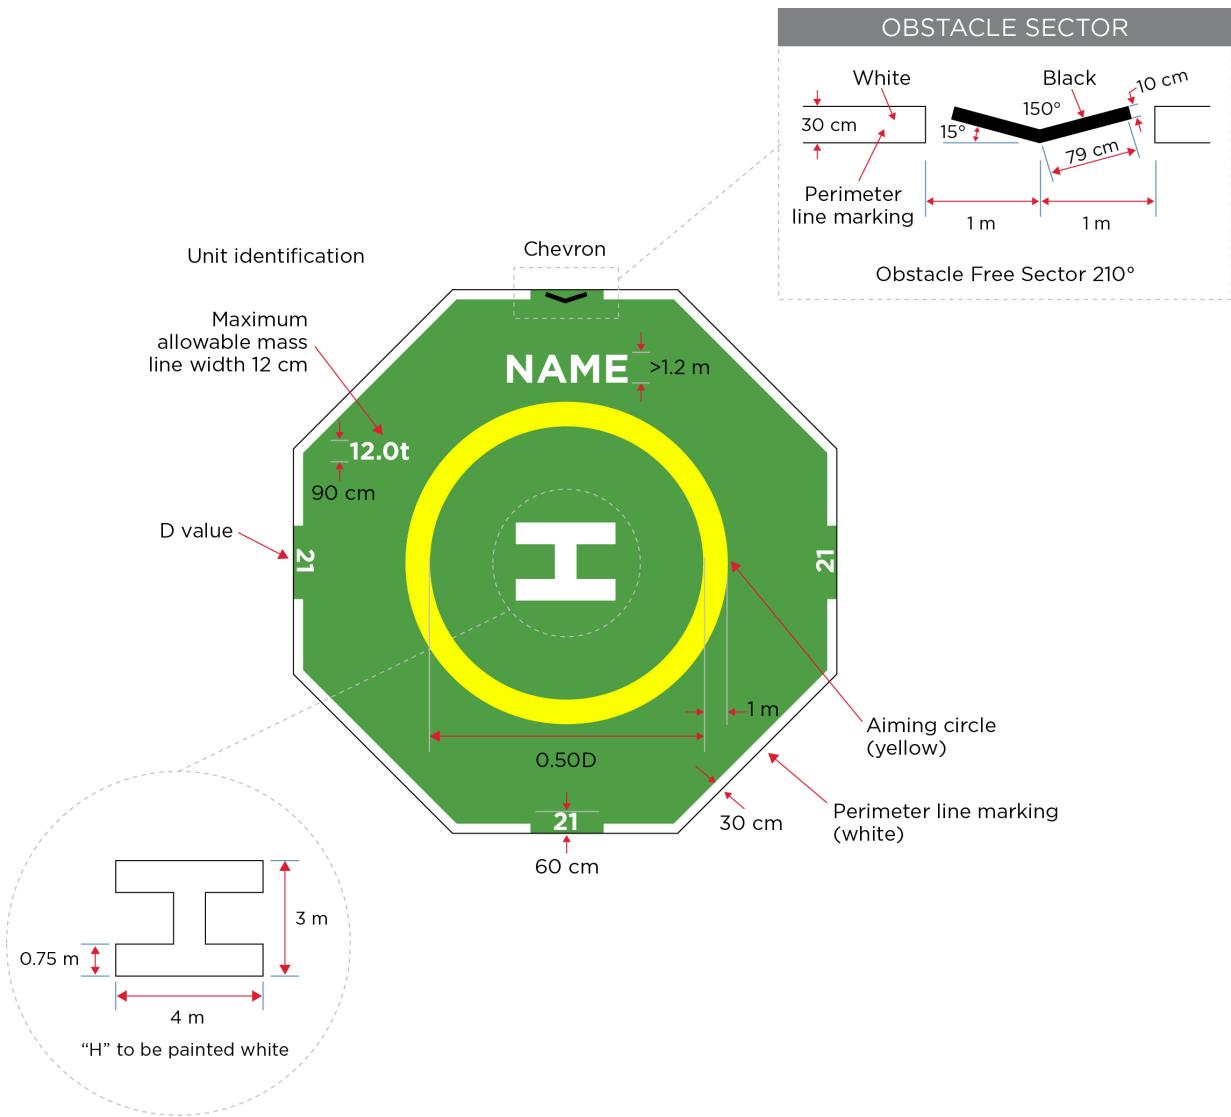 OBSTACLE SECTOR
White
Black
10 cm
150°
30 cm
15°
79 cm
Perimeter
line marking
1 m
1 m
Obstacle Free Sector 210°
Unit identification
Chevron
Maximum
allowable mass
line width 12 cm
NAME
>1.2 m
12.0t
90 cm
D value
21
H
21
1 m
Aiming circle
(yellow)
0.50D
Perimeter line marking
(white)
30 cm
21
60 cm
3 m
0.75 m
4 m
“H” to be painted white